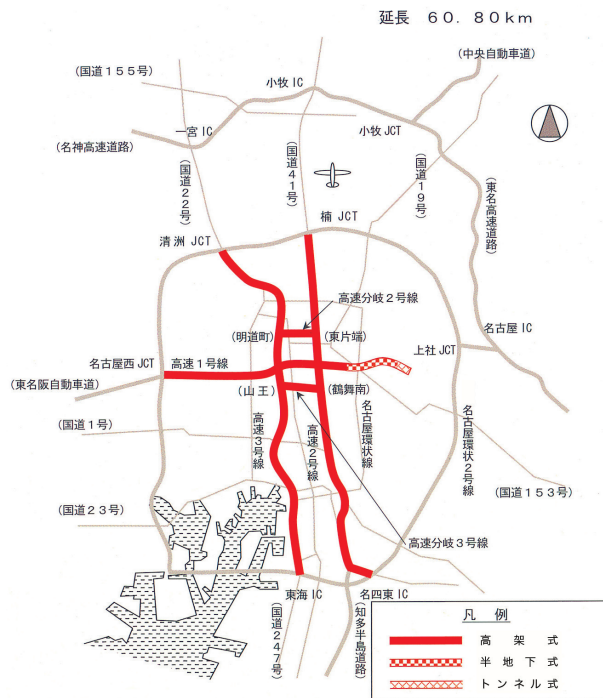 延長 60.80km
(中央自動車道)
(国道155号)
小牧IC
小牧JCT
一宮IC
(名神高速道路)
(国道22号)
(国道41号)
(国道19号)
(東名高速道路)
楠JCT
清洲JCT
高速分岐2号線
(明道町)
(東片端)
名古屋IC
上社JCT
名古屋西JCT
高速1号線
(東名阪自動車道)
(山王)
(鶴舞南)
(国道1号)
高速3号線
高速2号線
名古屋環状線
名古屋環状2号線
(国道153号)
(国道23号)
高速分岐3号線
東海IC
名四東IC
(国道247号)
(知多半島道路)
凡例
高架式
半地下式
トンネル式